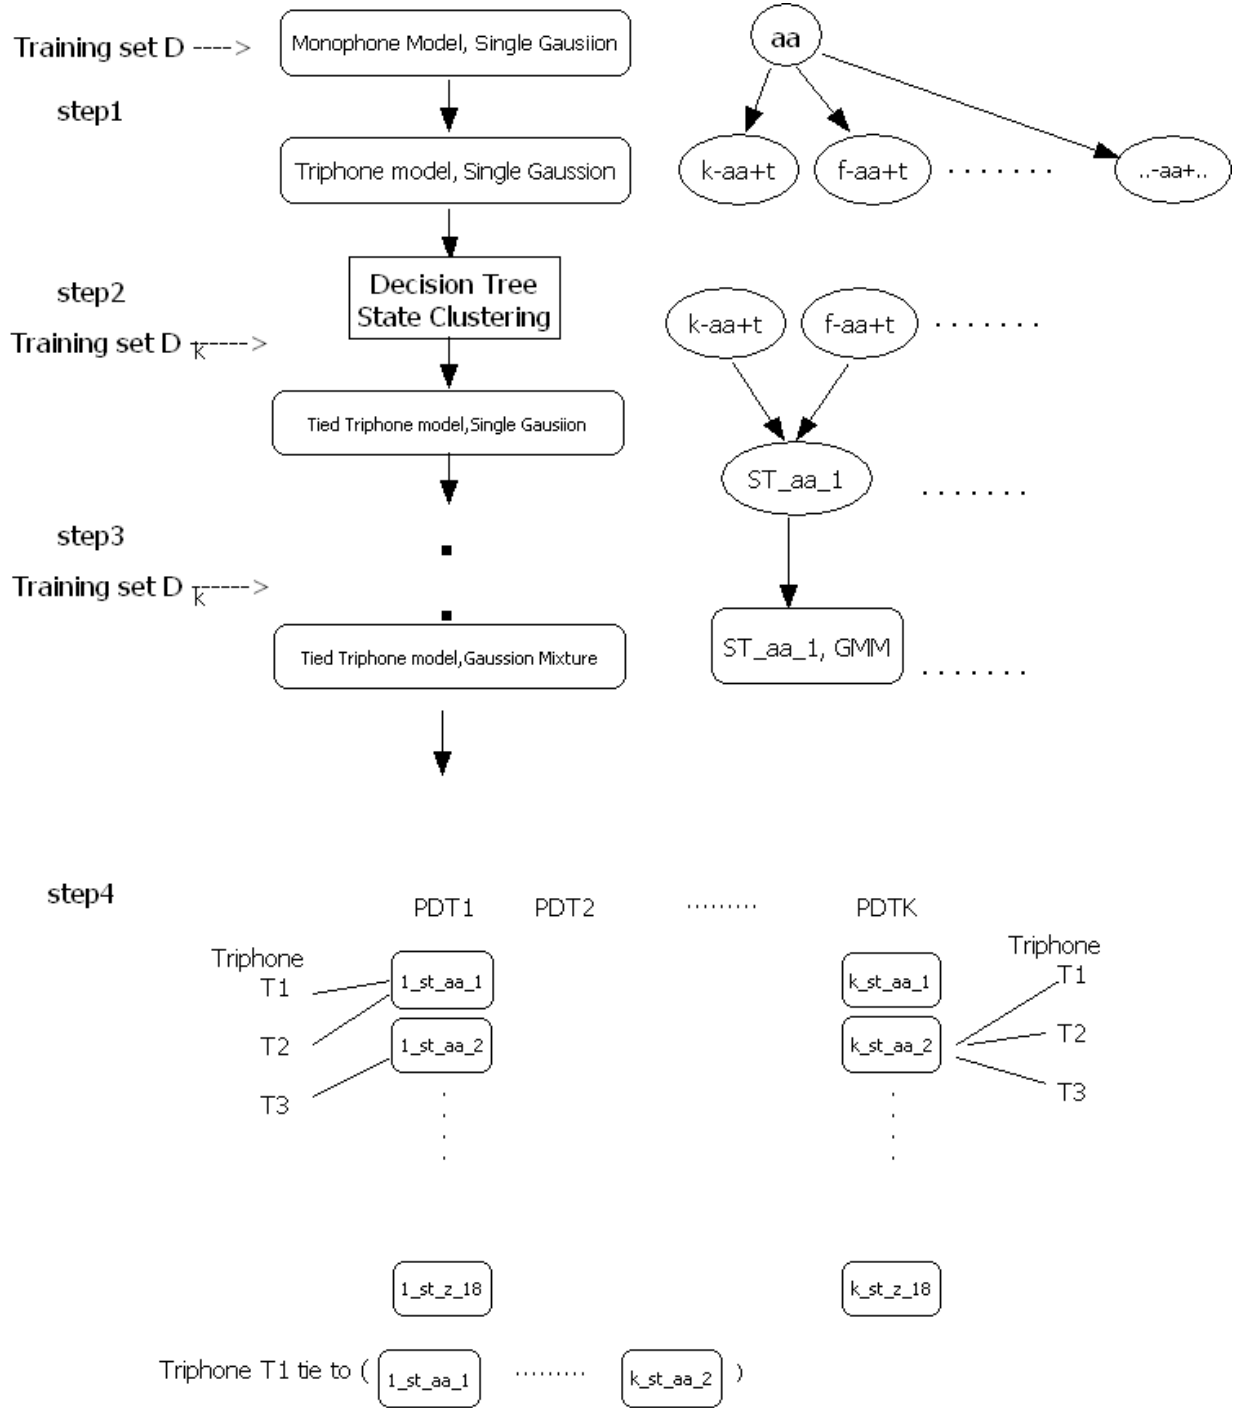 Training set D ---->
Monophone Model, Single Gausiion
aa
step1
Triphone model, Single Gaussion
k-aa+t
f-aa+t
.......
..-aa+..
step2
Decision Tree
State Clustering
Training set D k ----->
k-aa+t
f-aa+t
.......
Tied Triphone model,Single Gausiion
ST_aa_1
.......
step3
Training set D k ----->
Tied Triphone model,Gaussion Mixture
ST_aa_1, GMM
.......
step4
PDT1
PDT2
.........
PDTK
Triphone
T1
T2
T3
1_st_aa_1
1_st_aa_2
1_st_z_18
k_st_aa_1
k_st_aa_2
k_st_z_18
Triphone
T1
T2
T3
Triphone T1 tie to ( 1_st_aa_1 ......... k_st_aa_2 )